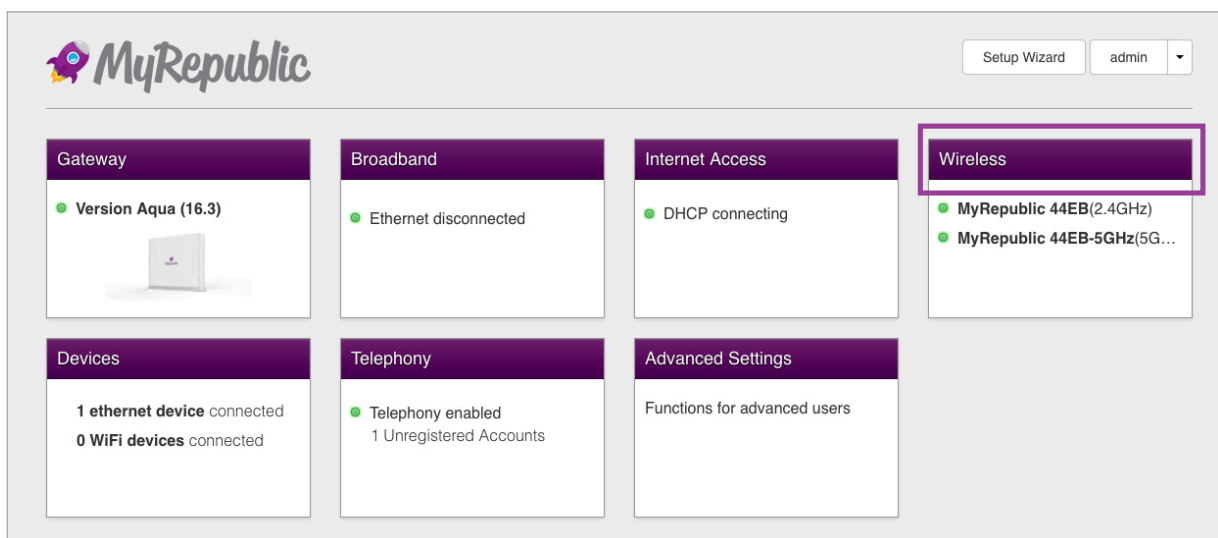 MyRepublic
Setup Wizard
admin
Gateway
Version Aqua (16.3)
Broadband
Ethernet disconnected
Internet Access
DHCP connecting
Wireless
MyRepublic 44EB(2.4GHz)
MyRepublic 44EB-5GHz(5G...
Devices
1 ethernet device connected
0 WiFi devices connected
Telephony
Telephony enabled
1 Unregistered Accounts
Advanced Settings
Functions for advanced users